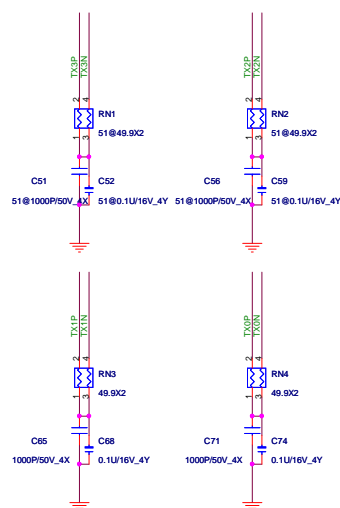 TX3P
TX3N
2
4
RN1
51@49.9X2
1
3
C51
C52
51@1000P/50V_4X
51@0.1U/16V_4Y
TX2P
TX2N
2
4
RN2
51@49.9X2
1
3
C56
C59
51@1000P/50V_4X
51@0.1U/16V_4Y
TX1P
TX1N
2
4
RN3
49.9X2
1
3
C65
C68
1000P/50V_4X
0.1U/16V_4Y
TX0P
TX0N
2
4
RN4
49.9X2
1
3
C71
C74
1000P/50V_4X
0.1U/16V_4Y